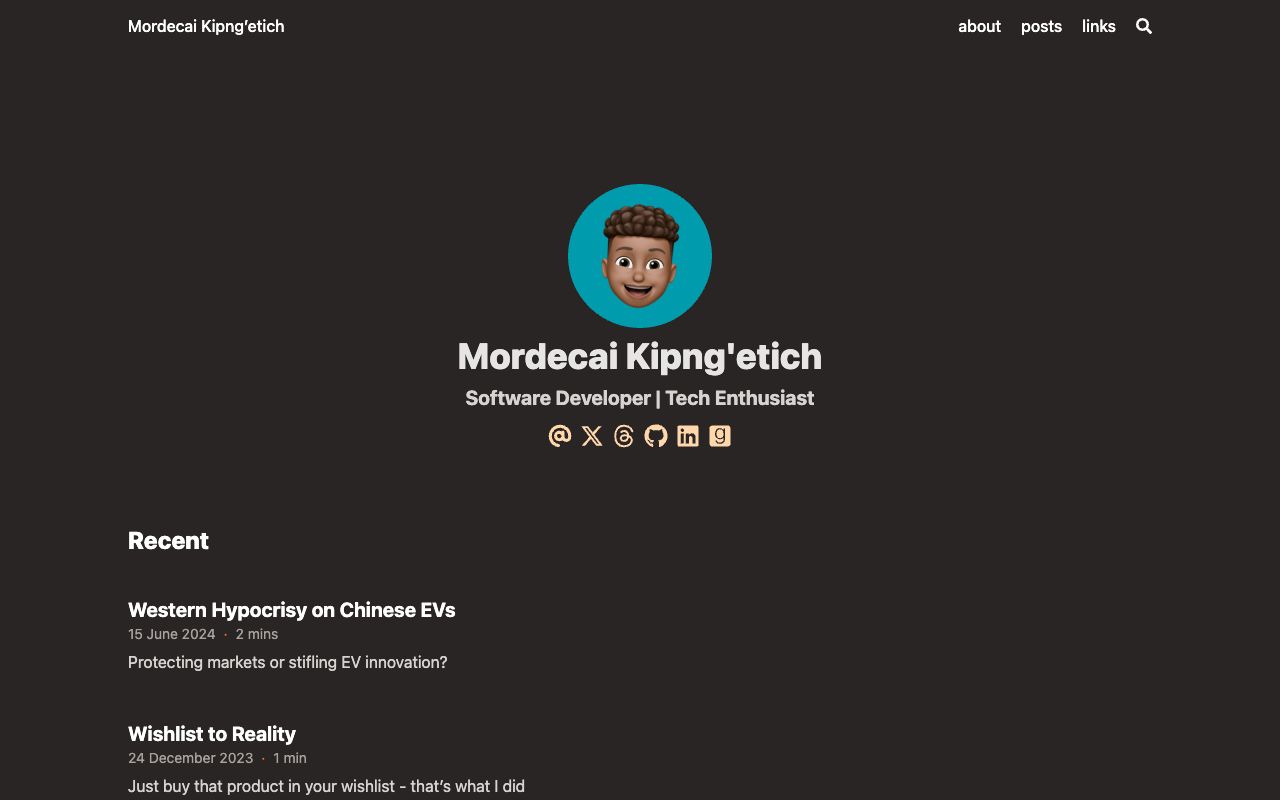 Mordecai Kipng’etich
about posts links
Mordecai Kipng'etich
Software Developer | Tech Enthusiast
Recent
Western Hypocrisy on Chinese EVs
15 June 2024 · 2 mins
Protecting markets or stifling EV innovation?
Wishlist to Reality
24 December 2023 · 1 min
Just buy that product in your wishlist - that’s what I did